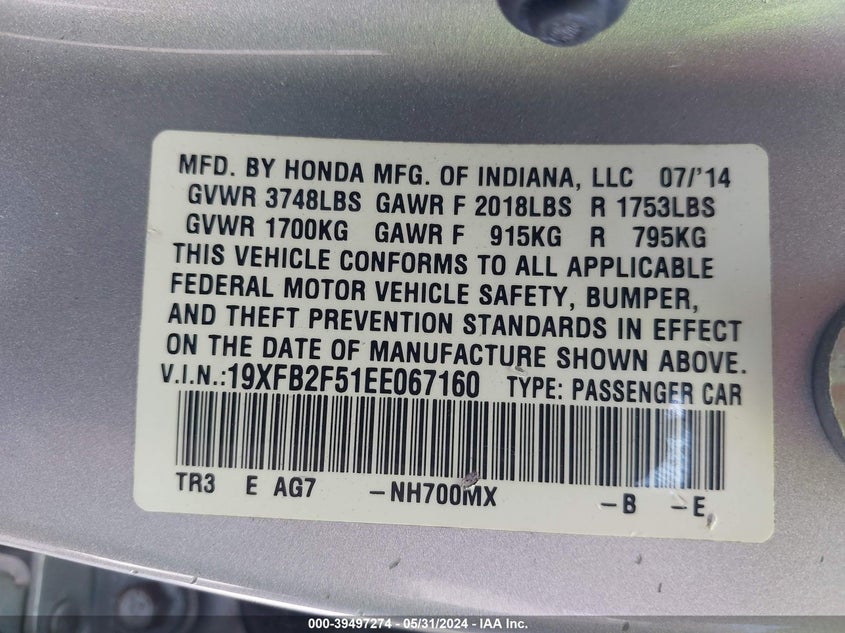 MFD. BY HONDA MFG. OF INDIANA, LLC 07/'14
GVWR 3748LBS GAWR F 2018LBS R 1753LBS
GVWR 1700KG GAWR F 915KG R 795KG
THIS VEHICLE CONFORMS TO ALL APPLICABLE
FEDERAL MOTOR VEHICLE SAFETY, BUMPER,
AND THEFT PREVENTION STANDARDS IN EFFECT
ON THE DATE OF MANUFACTURE SHOWN ABOVE.
V.I.N.:19XFB2F51EE067160 TYPE: PASSENGER CAR
TR3 E AG7 -NH700MX -B -E
000-39497274 - 05/31/2024 - IAA, Inc.